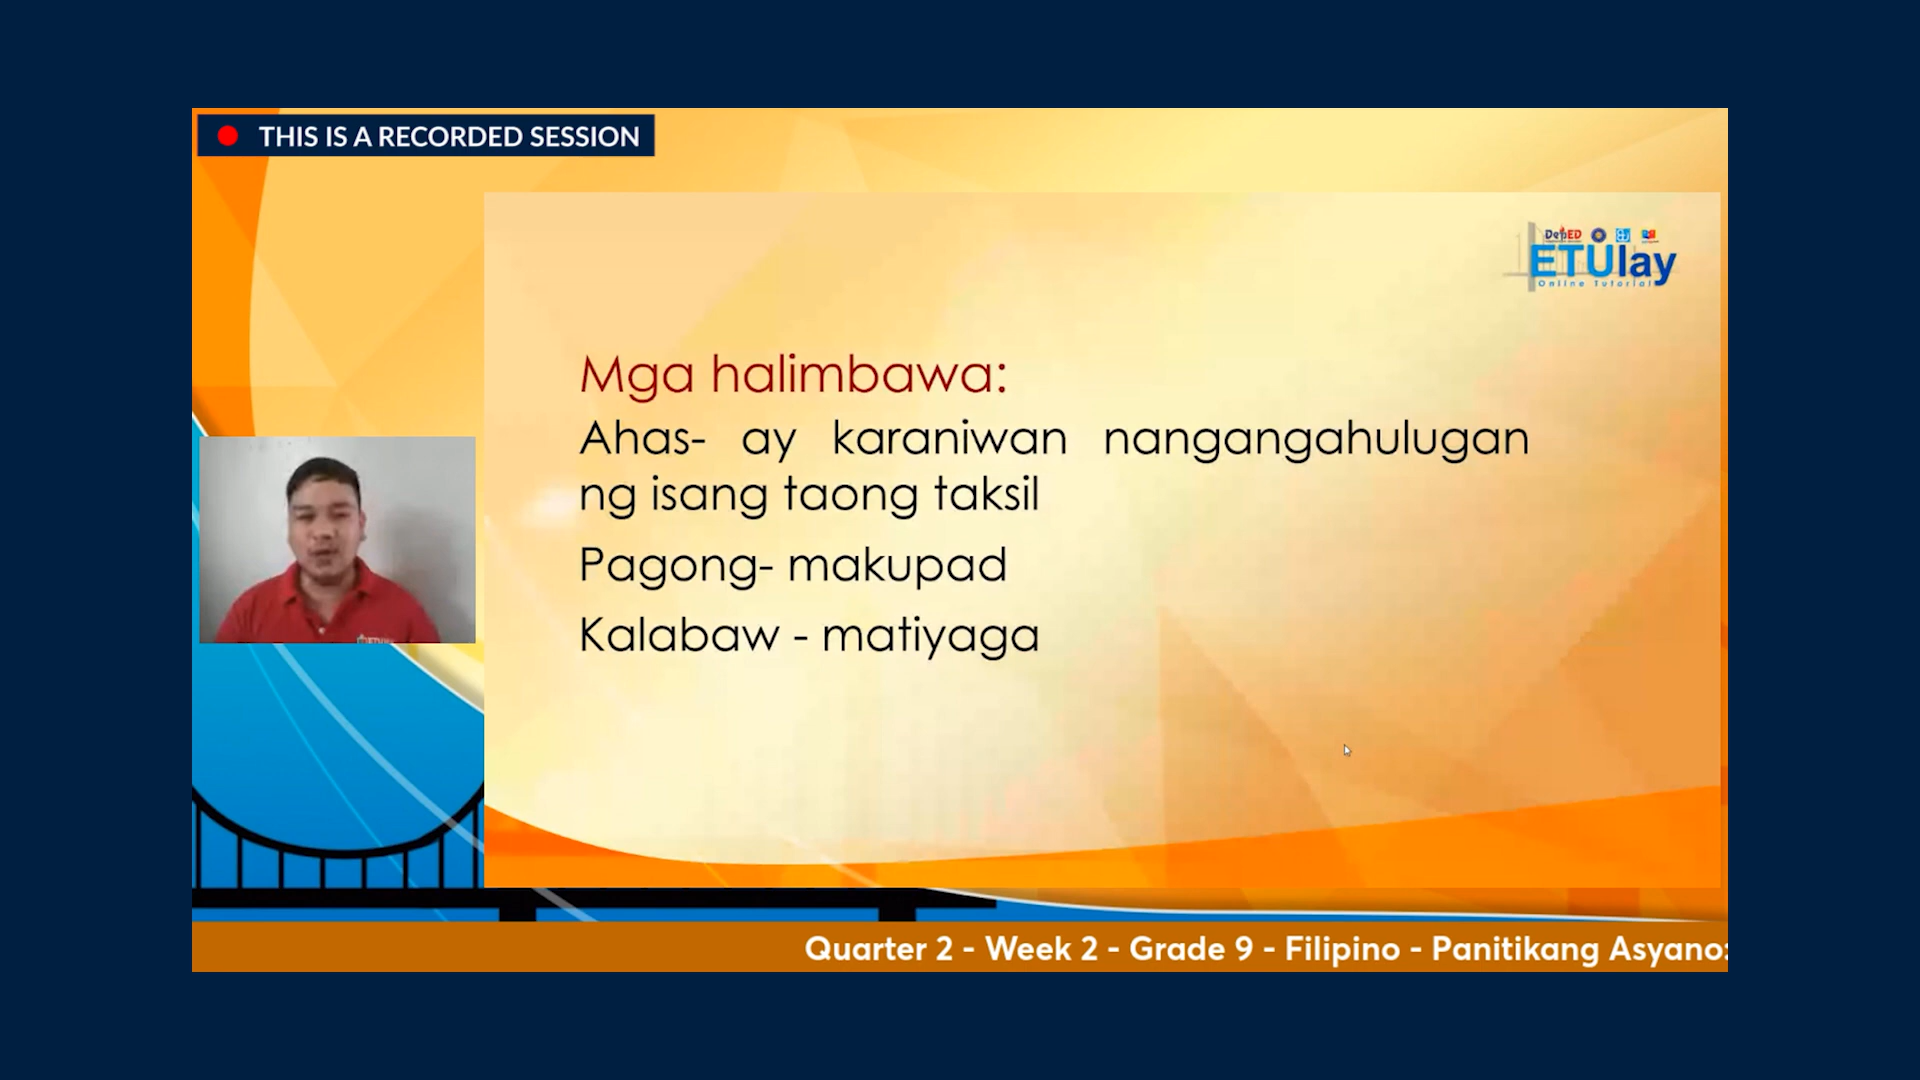 THIS IS A RECORDED SESSION
DepED
ETUlay
Online Tutorial
Mga halimbawa:
Ahas- ay karaniwan nangangahulugan
ng isang taong taksil
Pagong- makupad
Kalabaw - matiyaga
Quarter 2 - Week 2 - Grade 9 - Filipino - Panitikang Asyano: